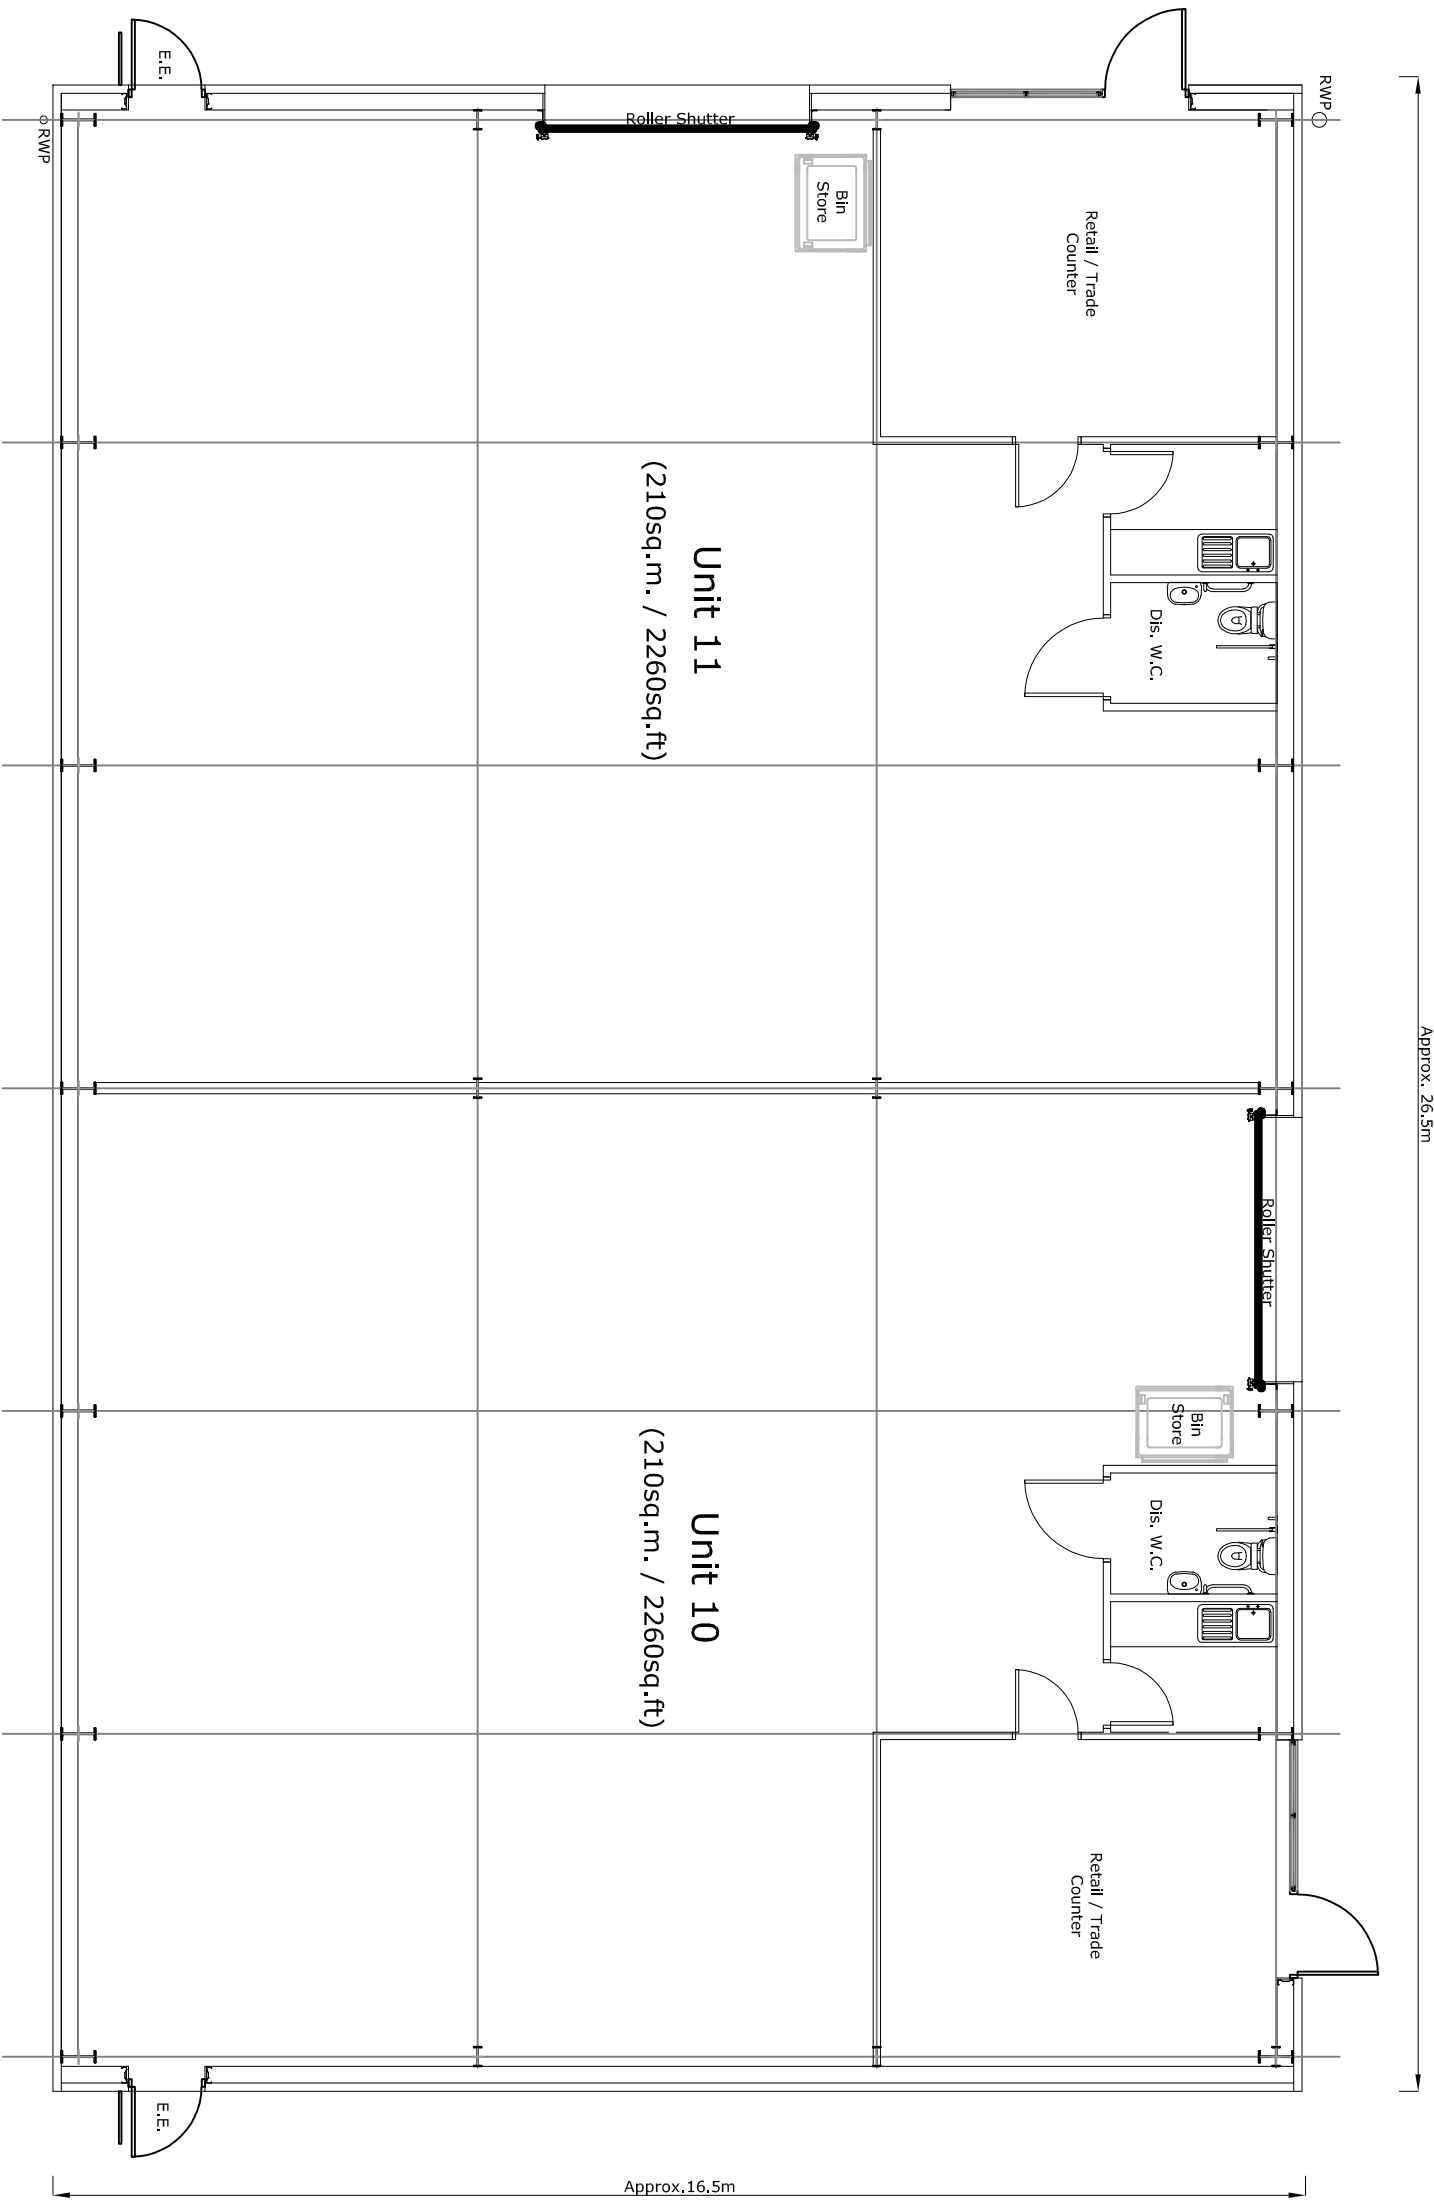 E.E.
RWP
RWP
Roller Shutter
Bin
Store
Retail / Trade
Counter
Unit 11
(210sq.m. / 2260sq.ft)
Dis. W.C.
Approx. 26.5m
Roller Shutter
Bin
Store
Dis. W.C.
Unit 10
(210sq.m. / 2260sq.ft)
Retail / Trade
Counter
E.E.
Approx.16.5m